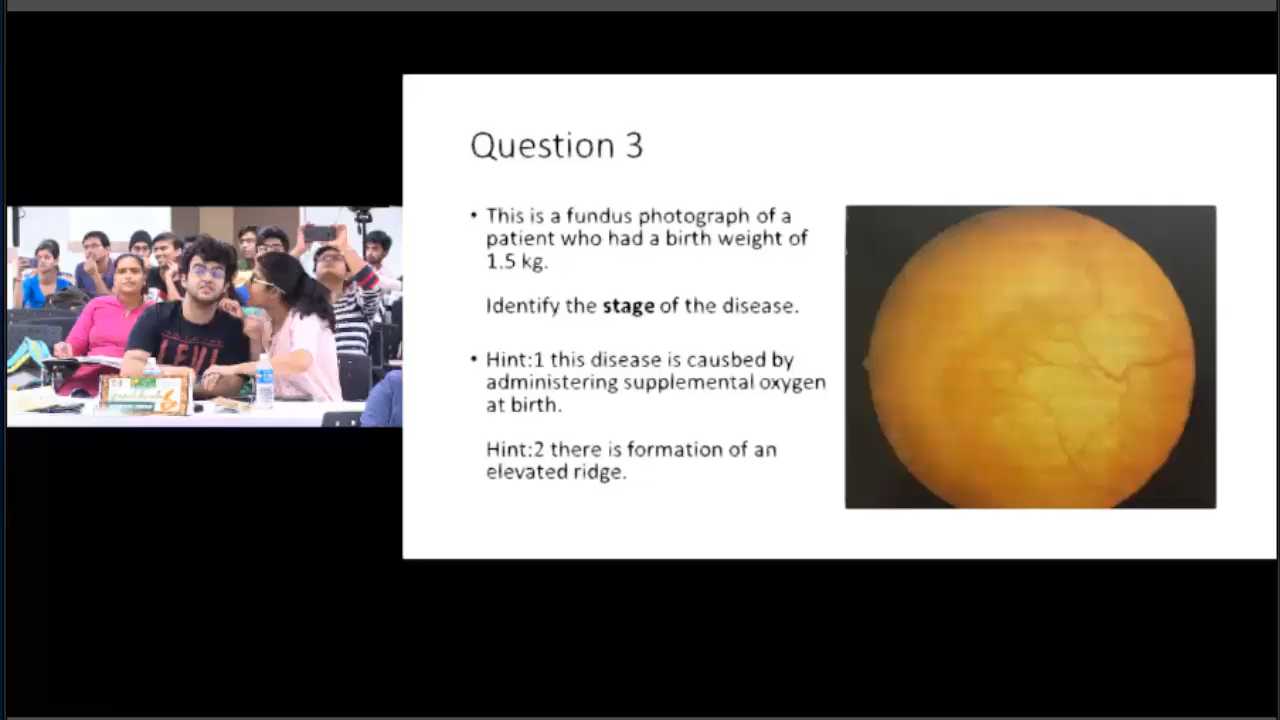 Question 3
• This is a fundus photograph of a
patient who had a birth weight of
1.5 kg.
Identify the stage of the disease.
• Hint:1 this disease is causbed by
administering supplemental oxygen
at birth.
Hint:2 there is formation of an
elevated ridge.
LEVI